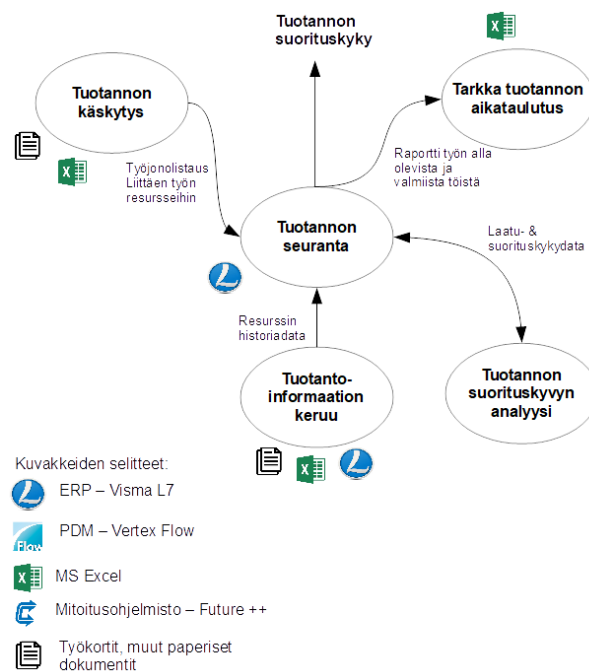 Tuotannon
suorituskyky
Tuotannon
käskytys
Tarkka tuotannon
aikataulutus
Työjonolistaus
Liittäen työn
resursseihin
Raportti työn alla
olevista ja
valmiista töistä
Tuotannon
seuranta
Laatu- &
suorituskykydata
Resurssin
historiadata
Tuotanto-
informaation
keruu
Tuotannon
suorituskyvyn
analyysi
Kuvakkeiden selitteet:
ERP – Visma L7
Flow
PDM – Vertex Flow
MS Excel
Mitoitusohjelmisto – Future ++
Työkortit, muut paperiset
dokumentit